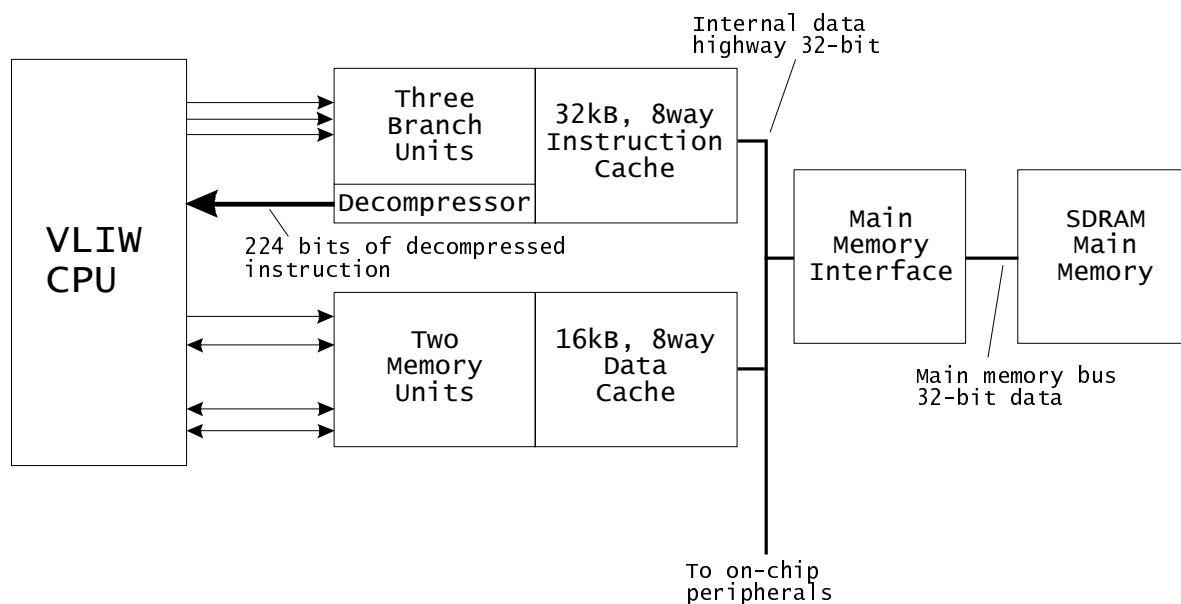 Internal data
highway 32-bit
Three
Branch
Units
32kB, 8way
Instruction
Cache
Decompressor
VLIW
CPU
224 bits of decompressed
instruction
Main
Memory
Interface
SDRAM
Main
Memory
Two
Memory
Units
16kB, 8way
Data
Cache
Main memory bus
32-bit data
To on-chip
peripherals